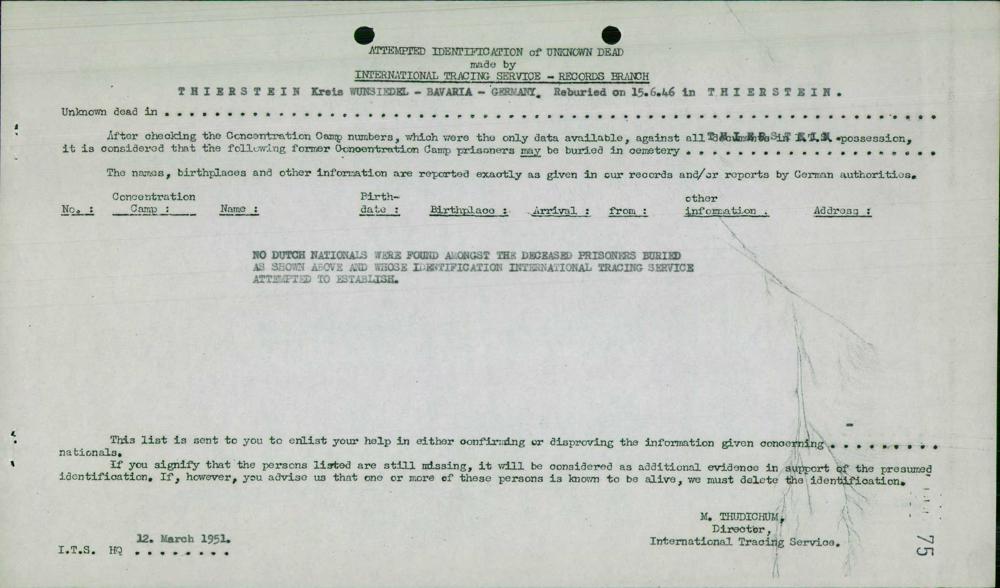 ATTEMPTED IDENTIFICATION of UNKNOWN DEAD
made by
INTERNATIONAL TRACING SERVICE - RECORDS BRANCH
THIERSTEIN Kreis WUNSIEDEL - BAVARIA - GERMANY. Reburied on 15.6.46 in THIERSTEIN.
Unknown dead in . . . . . . . . . . . . . . . . . . . . . . . . . . . . . . . . . . . . . . . .
After checking the Concentration Camp numbers, which were the only data available, against all documents in I.T.S. possession,
it is considered that the following former Concentration Camp prisoners may be buried in cemetery THIERSTEIN . . . . . . . . . . . . . . . . .
The names, birthplaces and other information are reported exactly as given in our records and/or reports by German authorities.
No. : Concentration Camp : Name : Birth-date : Birthplace : Arrival : from : other information : Address :
NO DUTCH NATIONALS WERE FOUND AMONGST THE DECEASED PRISONERS BURIED
AS SHOWN ABOVE AND WHOSE IDENTIFICATION INTERNATIONAL TRACING SERVICE
ATTEMPTED TO ESTABLISH.
This list is sent to you to enlist your help in either confirming or disproving the information given concerning . . . . . . . .
nationals.
If you signify that the persons listed are still missing, it will be considered as additional evidence in support of the presumed
identification. If, however, you advise us that one or more of these persons is known to be alive, we must delete the identification.
M. THUDICHUM,
Director,
International Tracing Service.
12. March 1951.
I.T.S. HQ . . . . . . . .
75